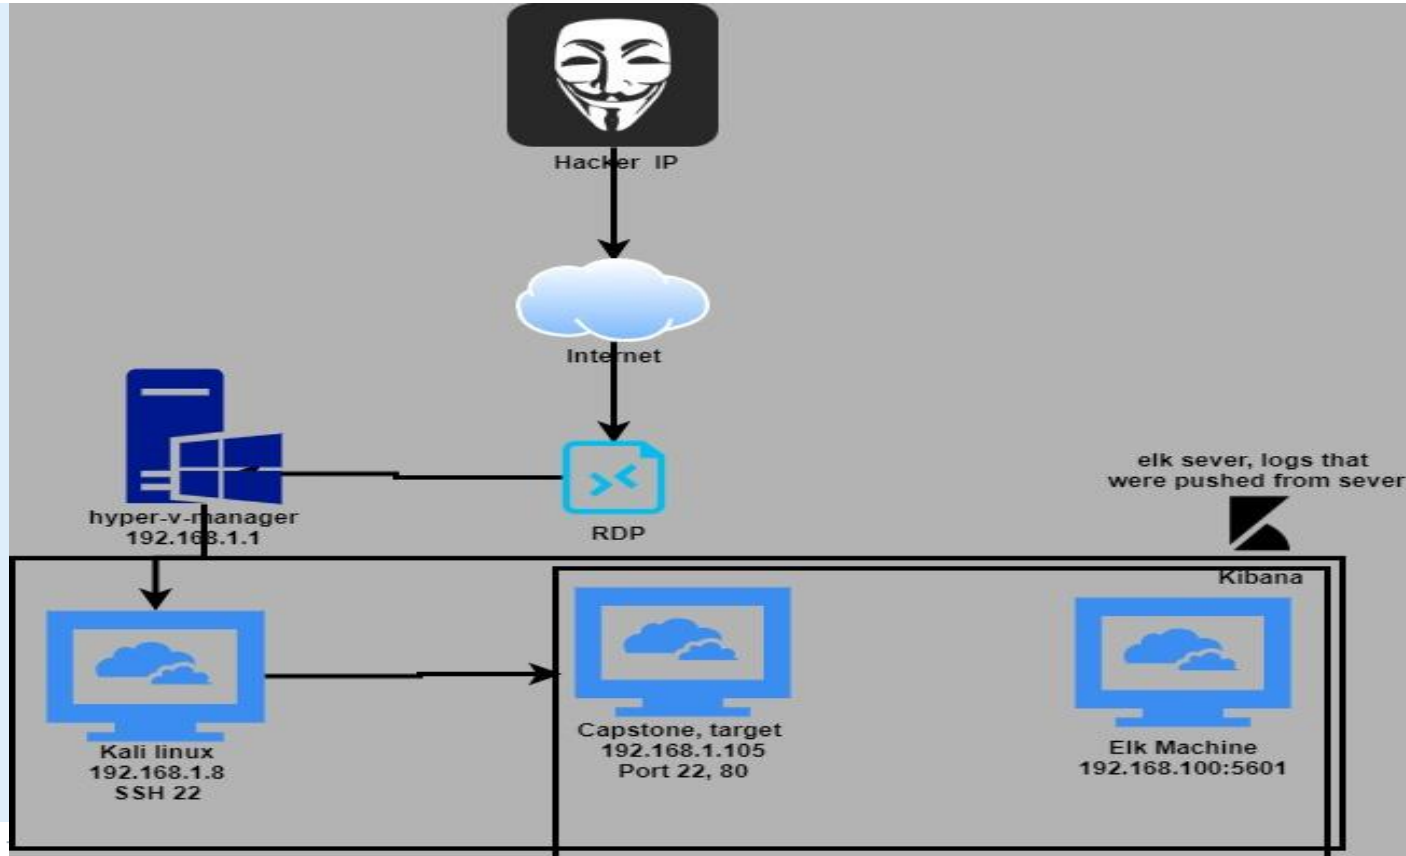 Hacker IP
Internet
hyper-v-manager
192.168.1.1
RDP
elk sever, logs that
were pushed from sever
Kibana
Kali linux
192.168.1.8
SSH 22
Capstone, target
192.168.1.105
Port 22, 80
Elk Machine
192.168.100:5601